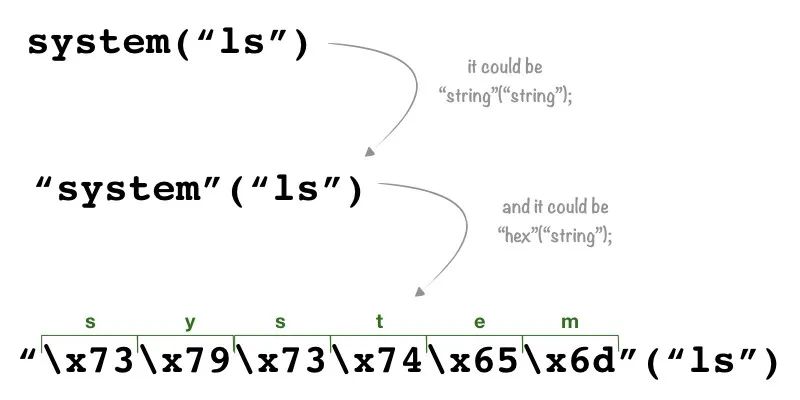 system(“ls”)
it could be
“string”(“string”);
“system”(“ls”)
and it could be
“hex”(“string”);
s y s t e m
“\x73\x79\x73\x74\x65\x6d”(“ls”)